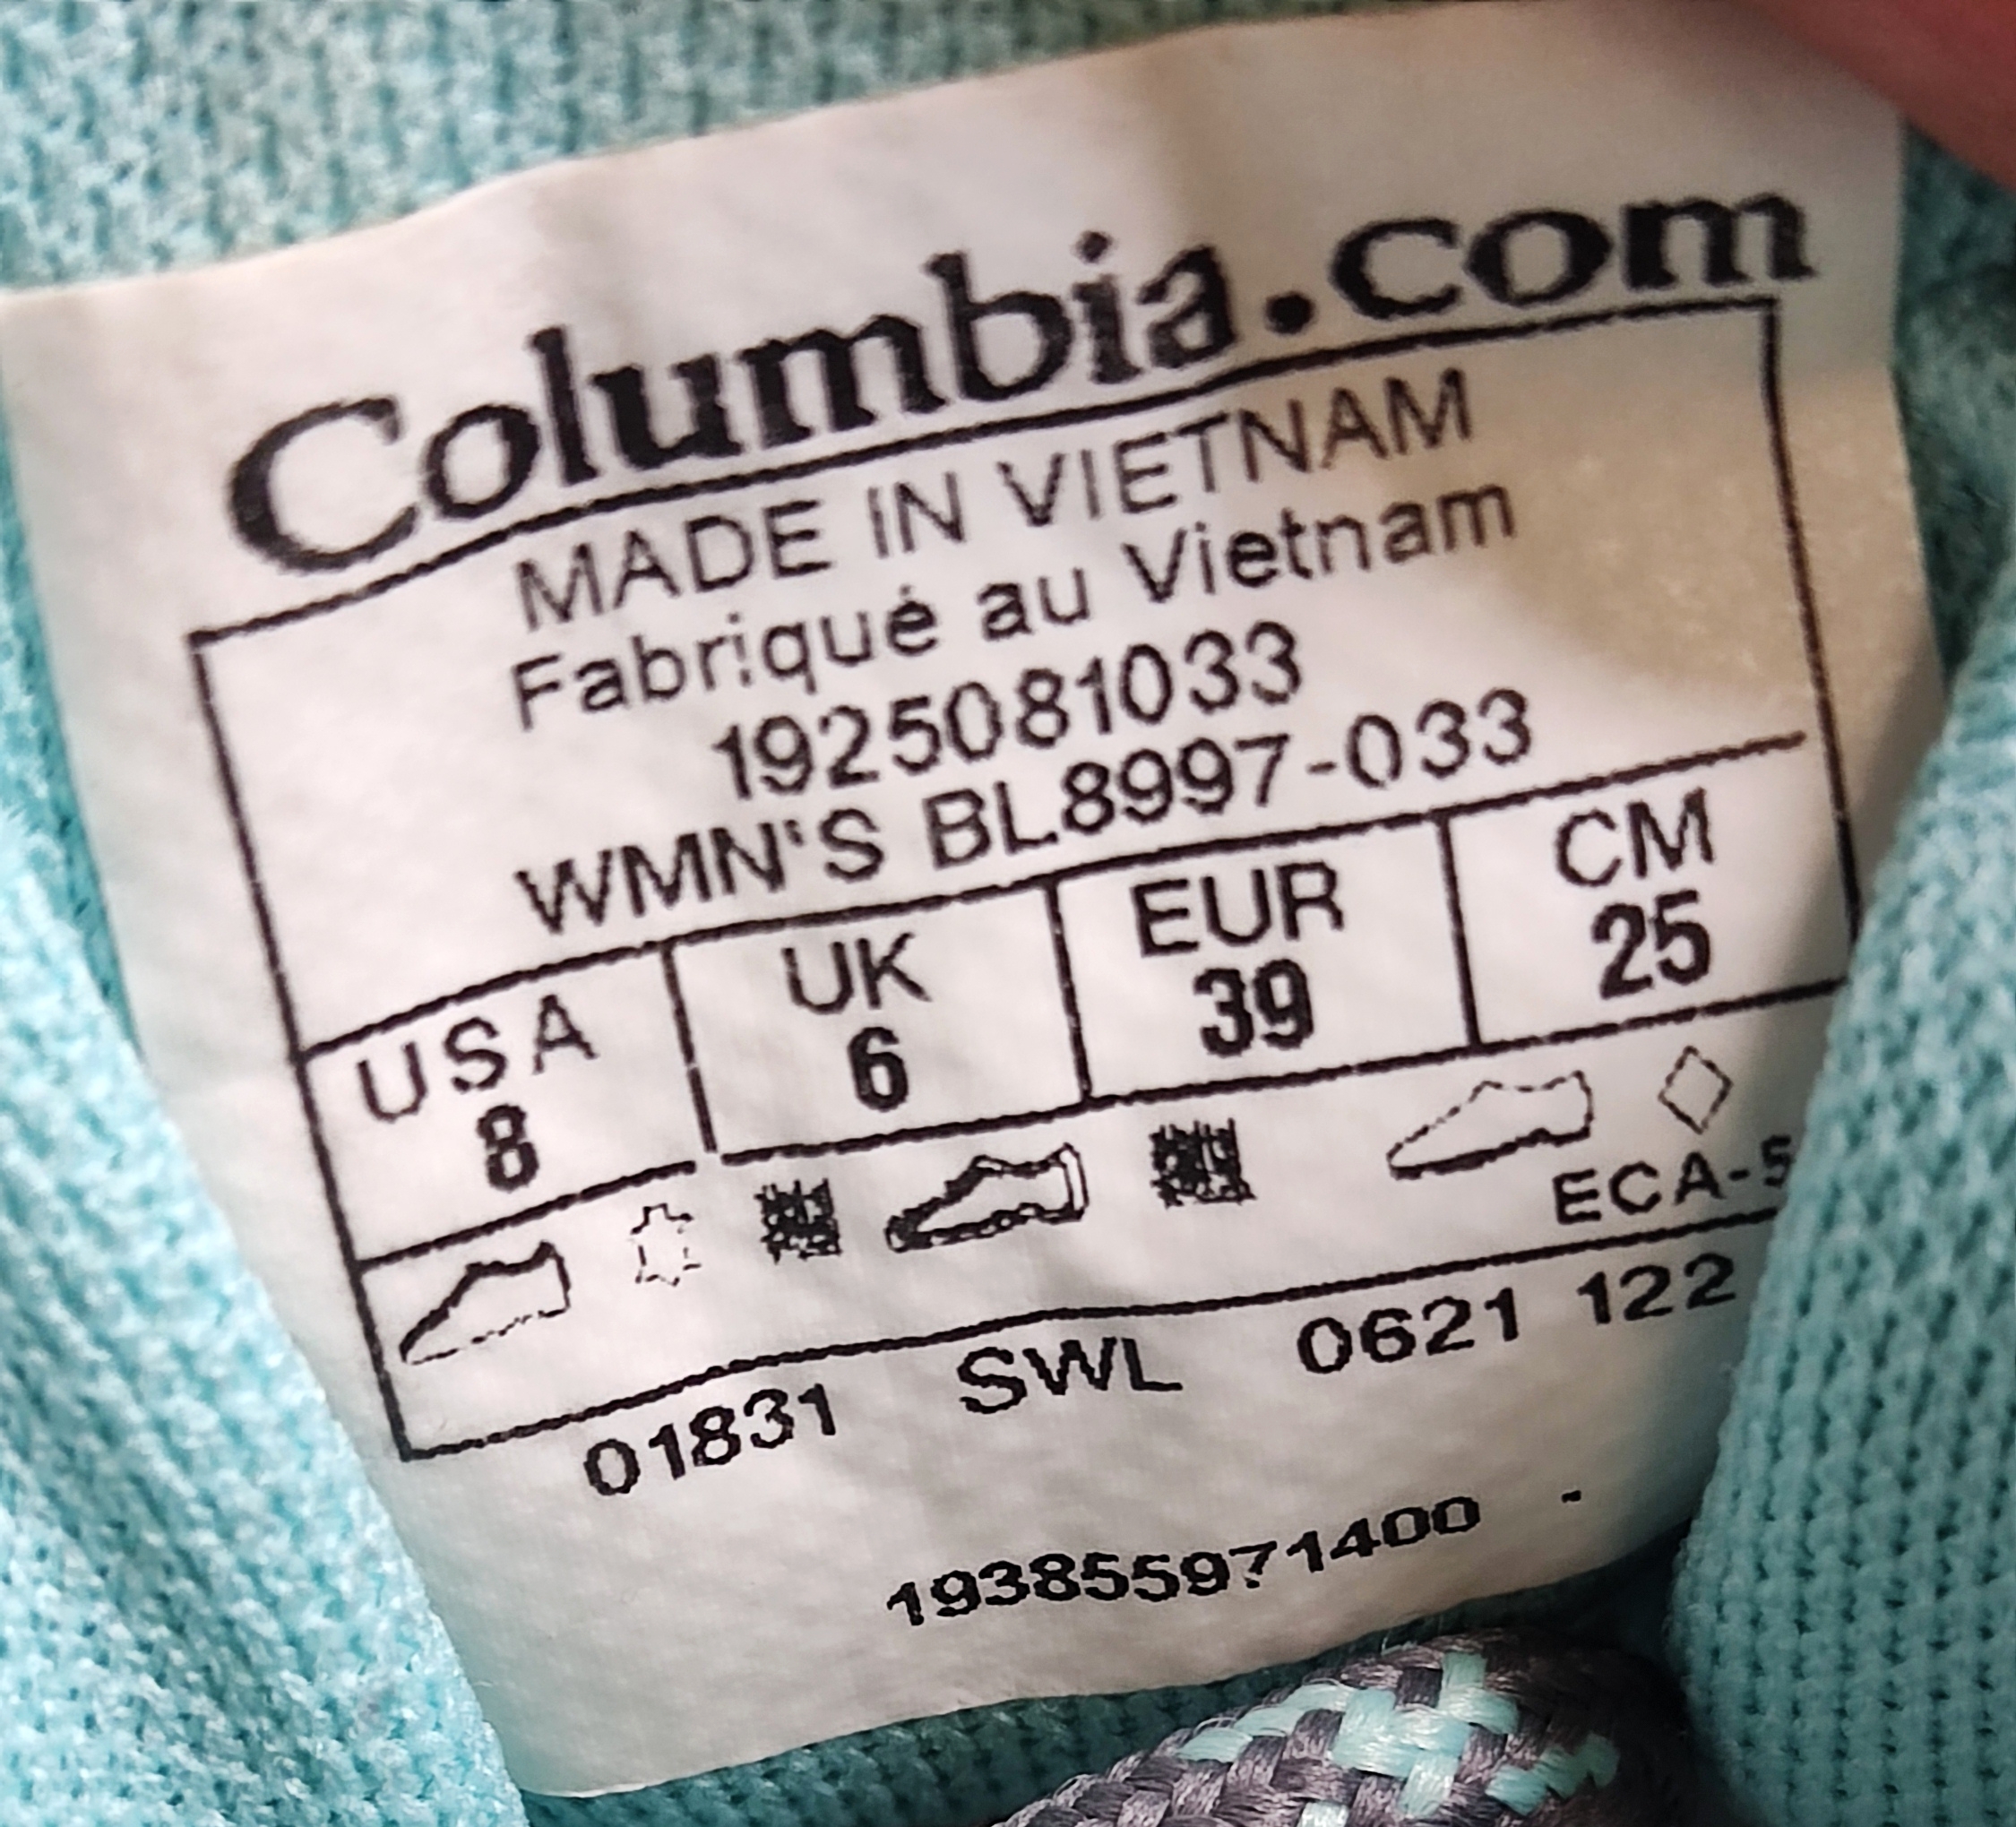 Columbia.com
MADE IN VIETNAM
Fabriqué au Vietnam
1925081033
WMN'S BL8997-033
USA UK EUR CM
8 6 39 25
ECA-5
01831 SWL 0621 122
193855971400 -